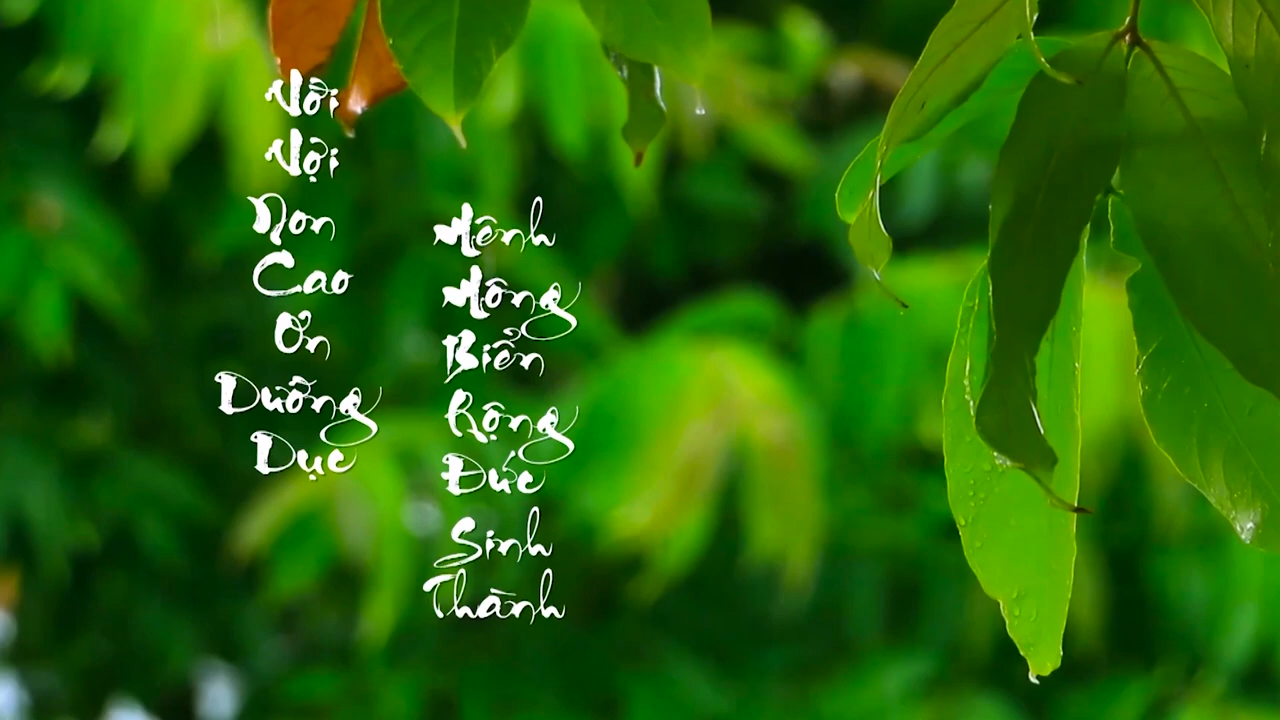 Vời
Vợi
Non
Cao
Ơn
Dưỡng
Dục
Mênh
Mông
Biển
Rộng
Đức
Sinh
Thành